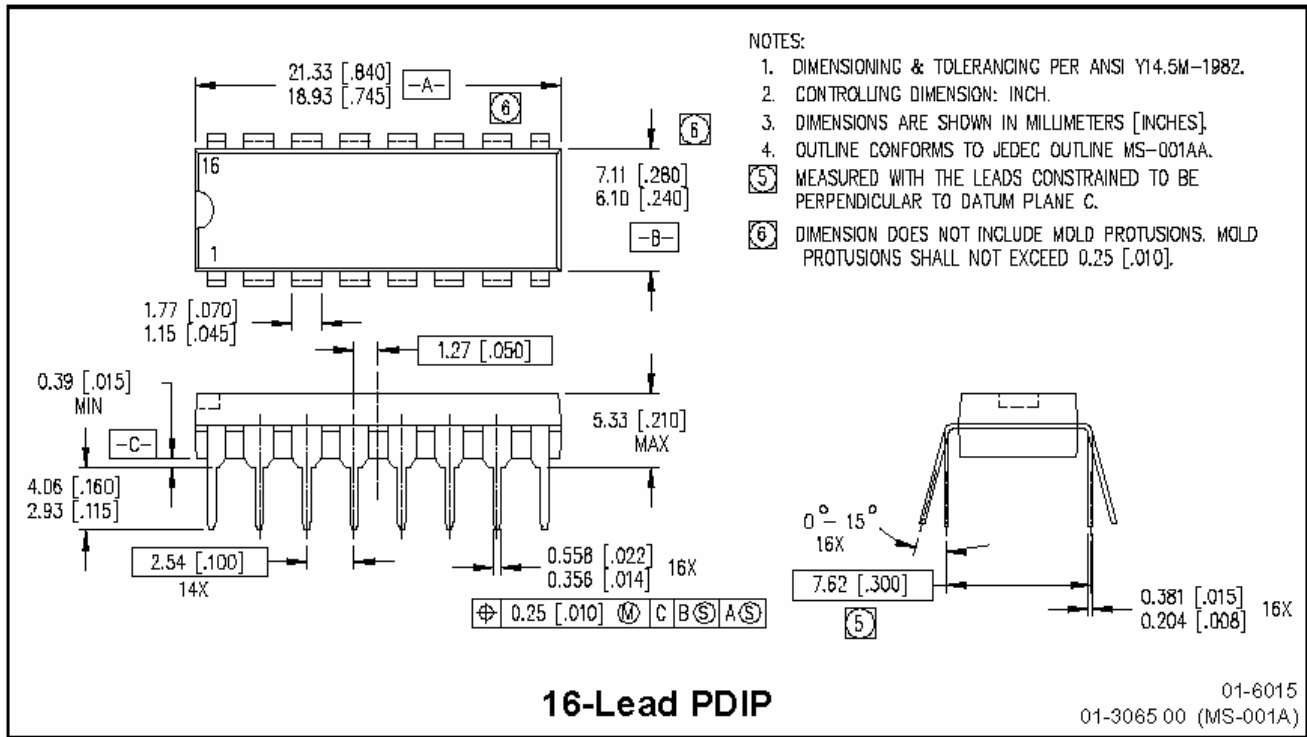 21.33 [.840]
18.93 [.745]
-A-
6
6
16
1
7.11 [.280]
6.10 [.240]
-B-
NOTES:
1. DIMENSIONING & TOLERANCING PER ANSI Y14.5M-1982.
2. CONTROLLING DIMENSION: INCH.
3. DIMENSIONS ARE SHOWN IN MILLIMETERS [INCHES].
4. OUTLINE CONFORMS TO JEDEC OUTLINE MS-001AA.
5 MEASURED WITH THE LEADS CONSTRAINED TO BE
PERPENDICULAR TO DATUM PLANE C.
6 DIMENSION DOES NOT INCLUDE MOLD PROTUSIONS. MOLD
PROTUSIONS SHALL NOT EXCEED 0.25 [.010].
1.77 [.070]
1.15 [.045]
1.27 [.050]
0.39 [.015]
MIN
-C-
5.33 [.210]
MAX
4.06 [.160]
2.93 [.115]
2.54 [.100]
14X
0.558 [.022]
0.356 [.014] 16X
⌖ 0.25 [.010] Ⓜ C B Ⓢ A Ⓢ
0° - 15°
16X
7.62 [.300]
5
0.381 [.015]
0.204 [.008] 16X
16-Lead PDIP
01-6015
01-3065 00 (MS-001A)